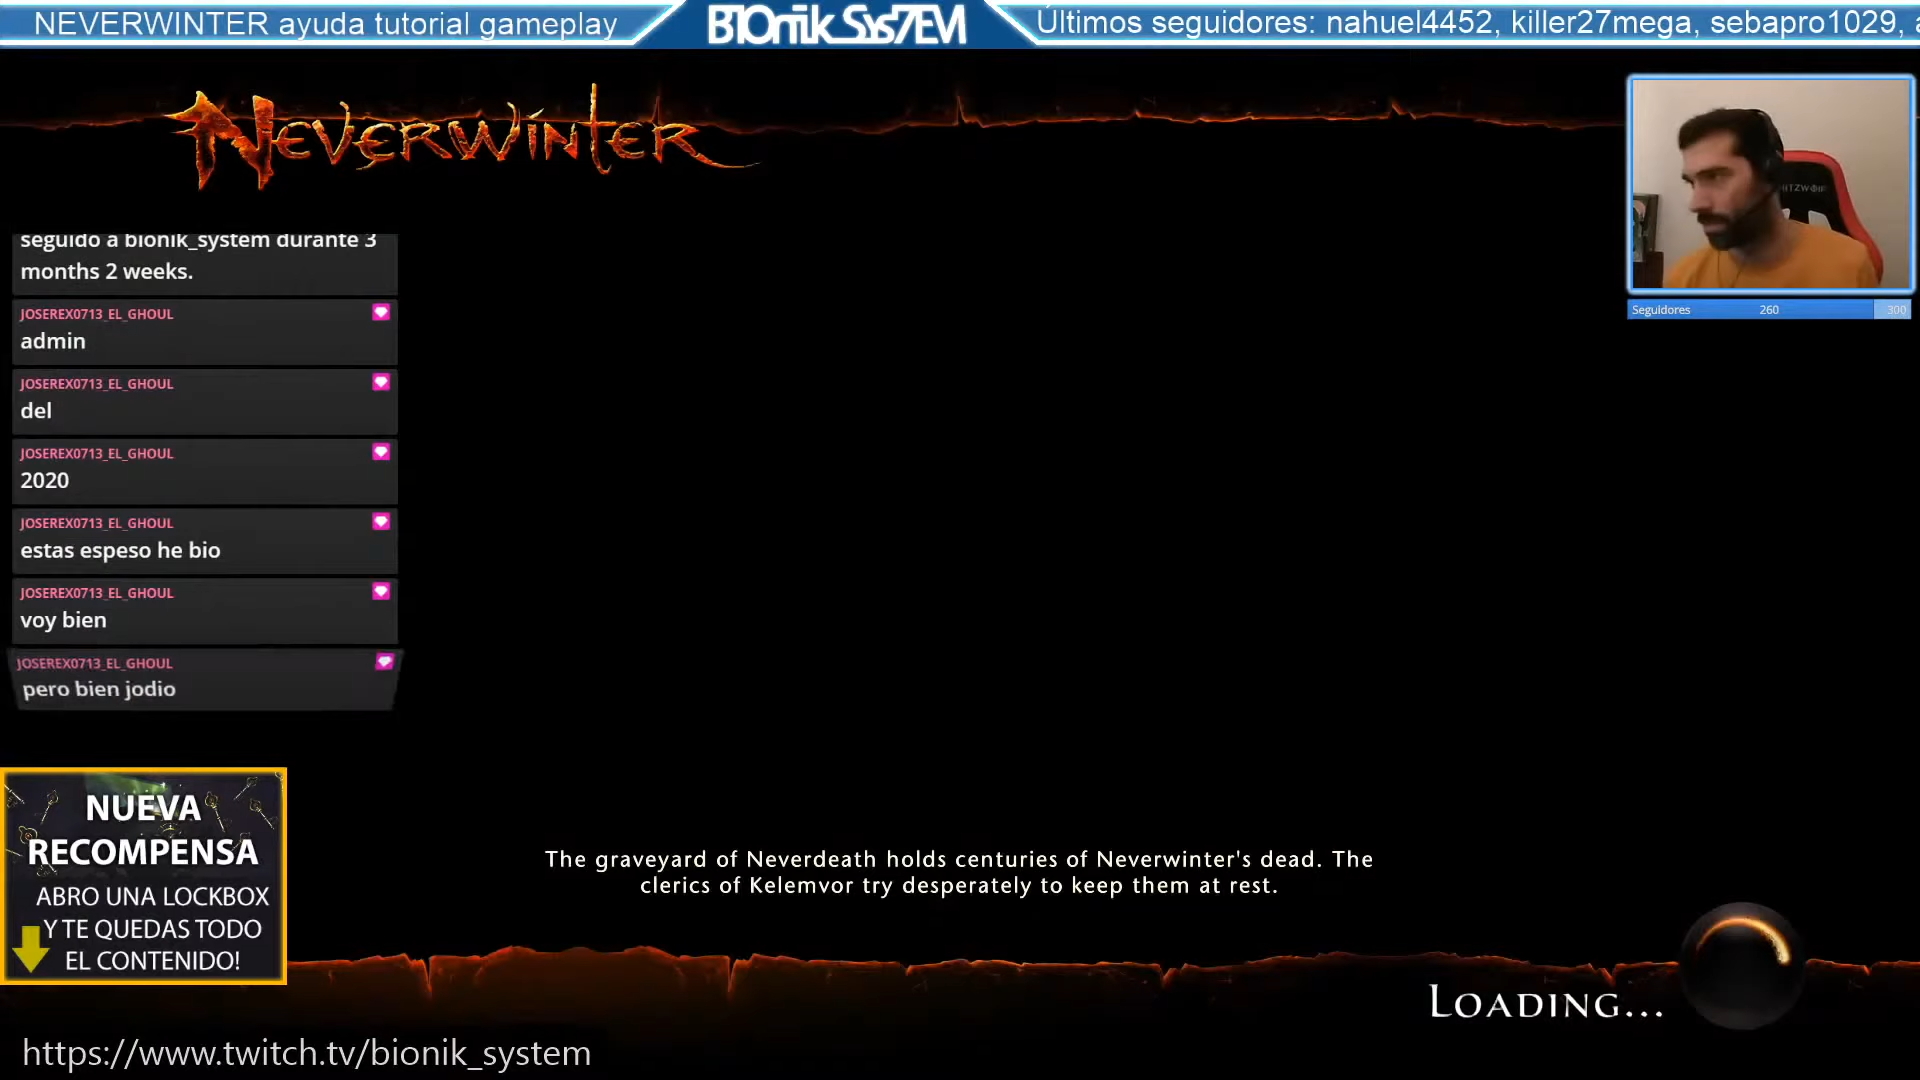 NEVERWINTER ayuda tutorial gameplay
BIOnik SYS7EM
Últimos seguidores: nahuel4452, killer27mega, sebapro1029,
NEVERWINTER
seguido a bionik_system durante 3
months 2 weeks.
JOSEREX0713_EL_GHOUL
admin
JOSEREX0713_EL_GHOUL
del
JOSEREX0713_EL_GHOUL
2020
JOSEREX0713_EL_GHOUL
estas espeso he bio
JOSEREX0713_EL_GHOUL
voy bien
JOSEREX0713_EL_GHOUL
pero bien jodio
Seguidores 260 300
NUEVA
RECOMPENSA
ABRO UNA LOCKBOX
Y TE QUEDAS TODO
EL CONTENIDO!
The graveyard of Neverdeath holds centuries of Neverwinter's dead. The
clerics of Kelemvor try desperately to keep them at rest.
LOADING...
https://www.twitch.tv/bionik_system